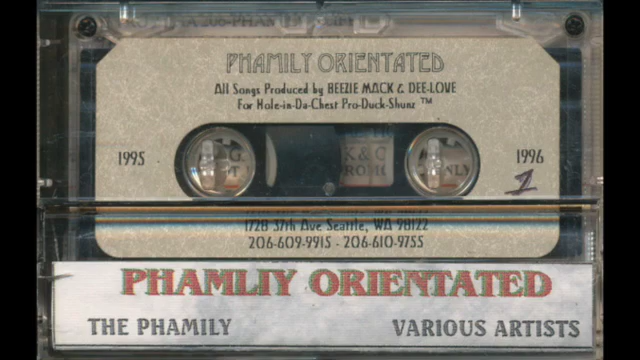 PHAMILY ORIENTATED
All Songs Produced by BEEZIE MACK & DEE-LOVE
For Hole-in-Da-Chest Pro-Duck-Shunz ™
1995
1996
1
1728 37th Ave Seattle, WA 98122
206-609-9915 - 206-610-9755
PHAMLIY ORIENTATED
THE PHAMILY
VARIOUS ARTISTS